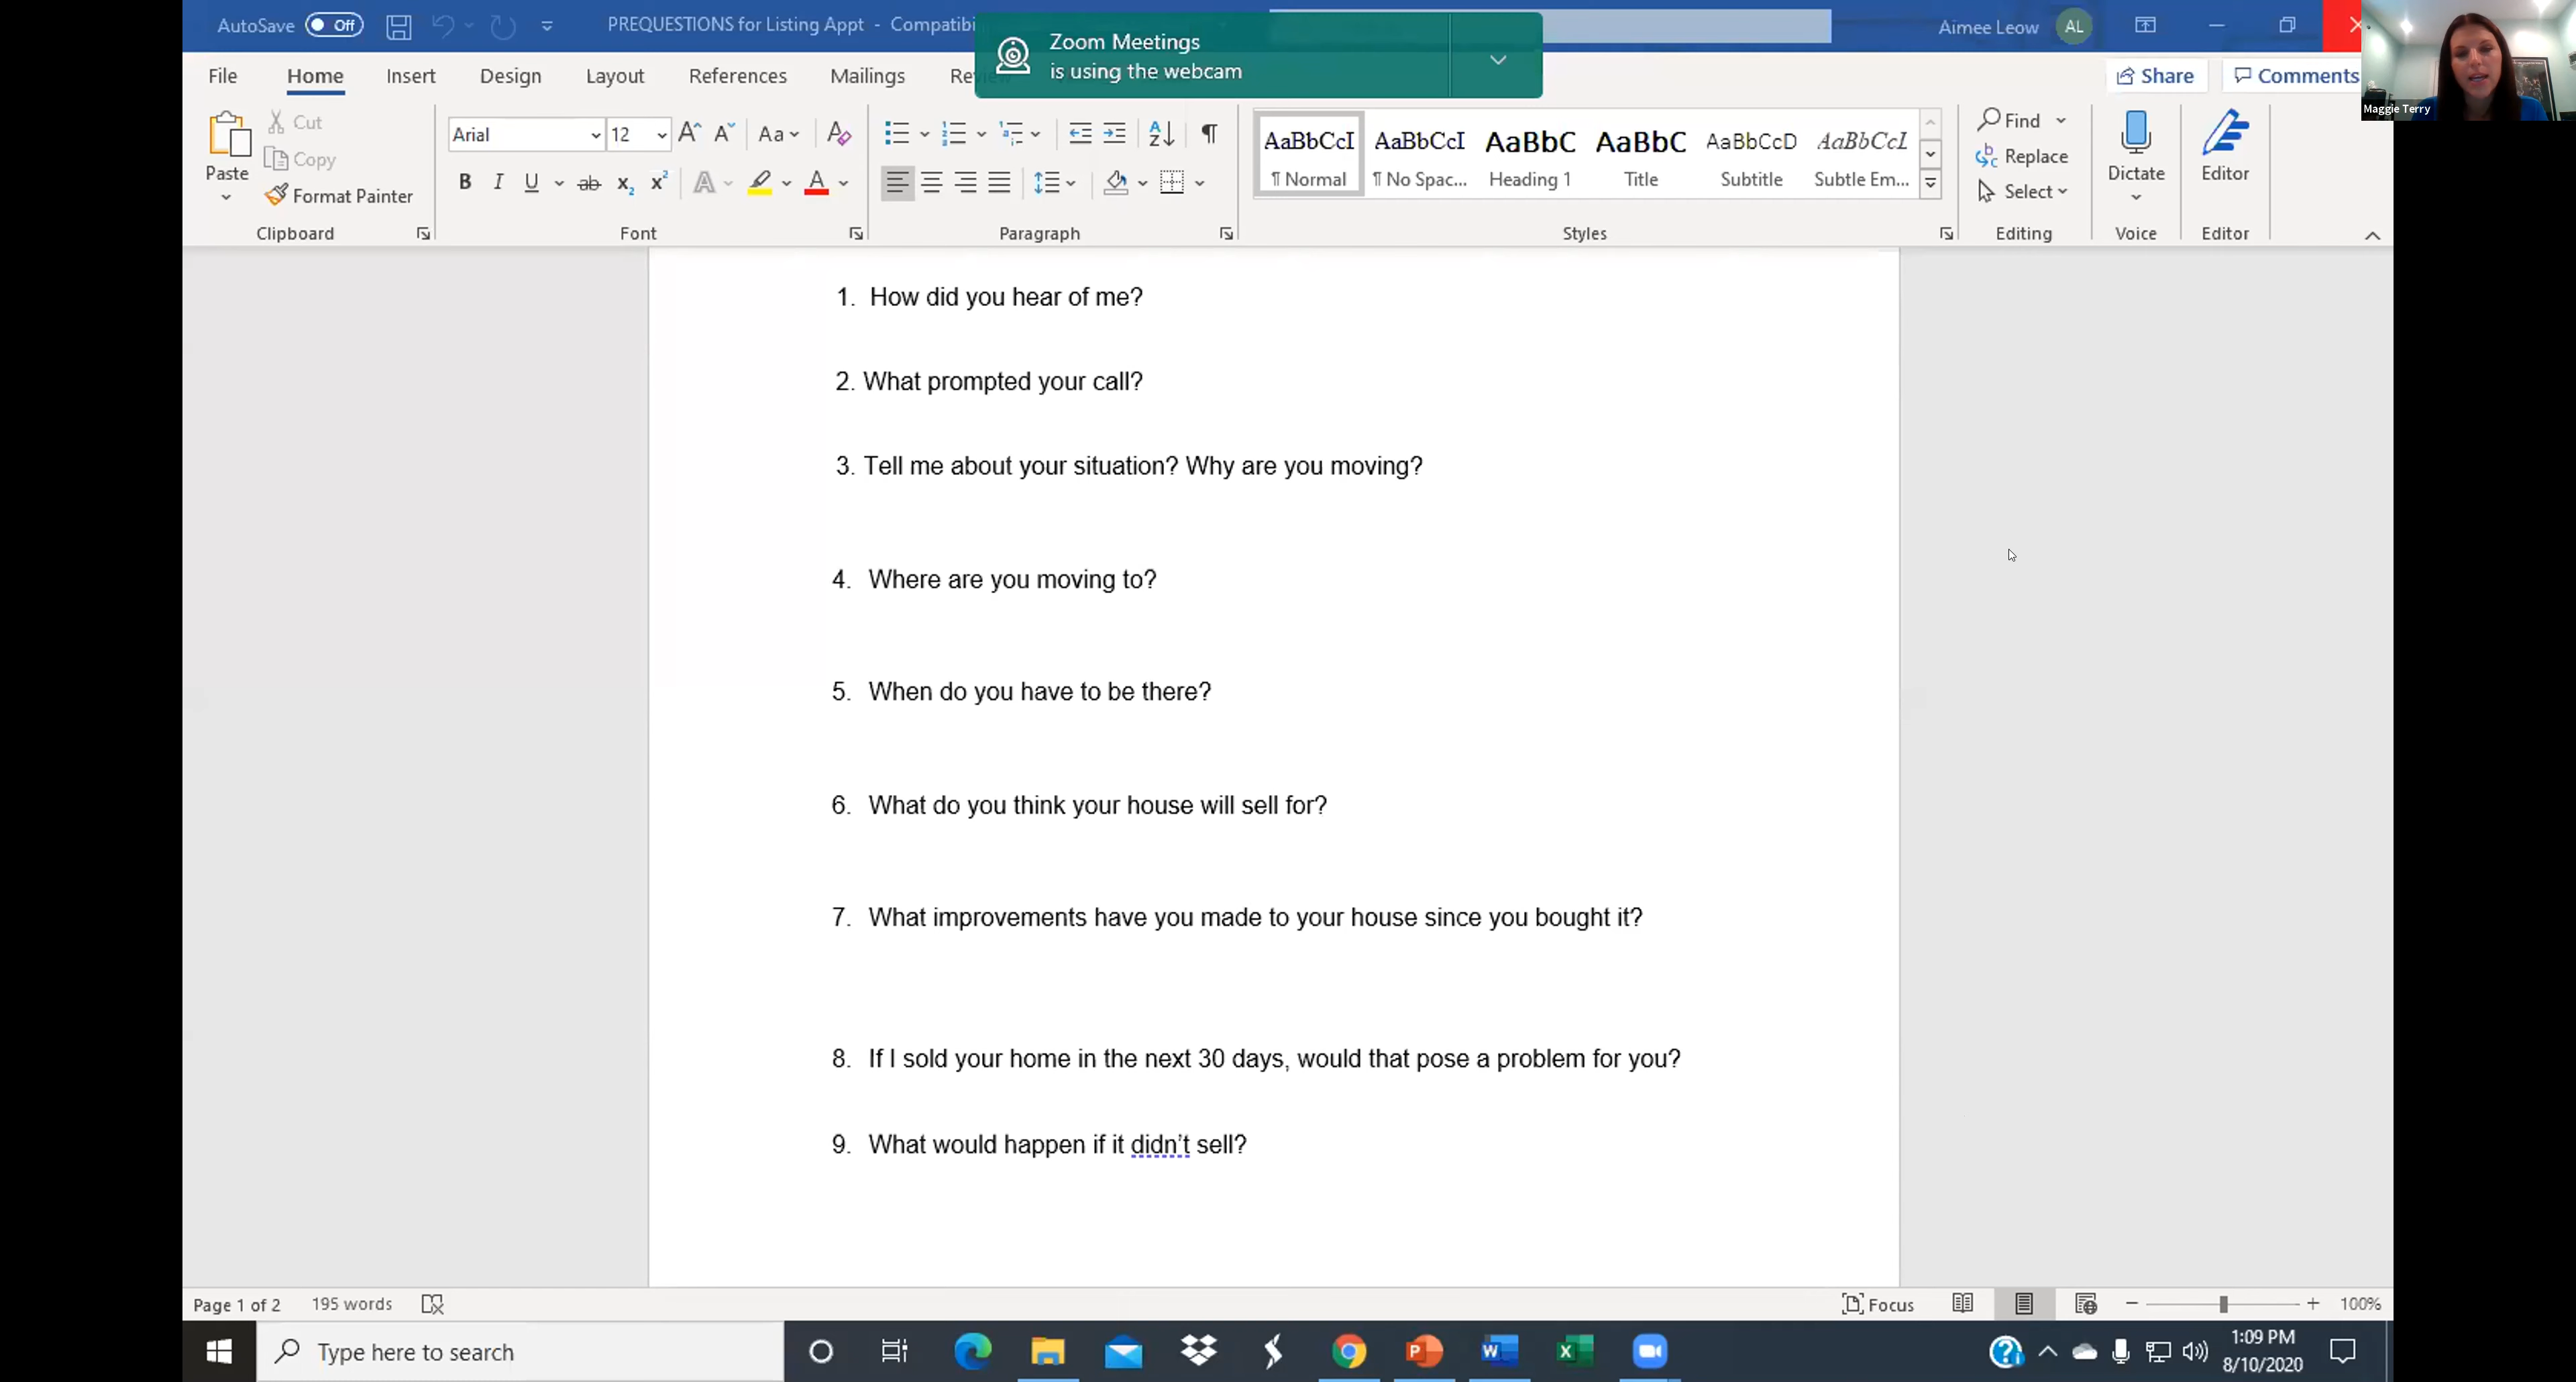 AutoSave Off PREQUESTIONS for Listing Appt - Compatibi Aimee Leow AL
Zoom Meetings
is using the webcam
File Home Insert Design Layout References Mailings Re Share Comments
Maggie Terry
Paste Cut Copy Format Painter
Arial 12
Aa
B I U ab x₂ x²
AaBbCcI AaBbCcI AaBbC AaBbC AaBbCcD AaBbCcL
¶ Normal ¶ No Spac... Heading 1 Title Subtitle Subtle Em...
Find
Replace
Select
Dictate Editor
Clipboard Font Paragraph Styles Editing Voice Editor
1. How did you hear of me?
2. What prompted your call?
3. Tell me about your situation? Why are you moving?
4. Where are you moving to?
5. When do you have to be there?
6. What do you think your house will sell for?
7. What improvements have you made to your house since you bought it?
8. If I sold your home in the next 30 days, would that pose a problem for you?
9. What would happen if it didn't sell?
Page 1 of 2 195 words Focus 100%
Type here to search
1:09 PM
8/10/2020